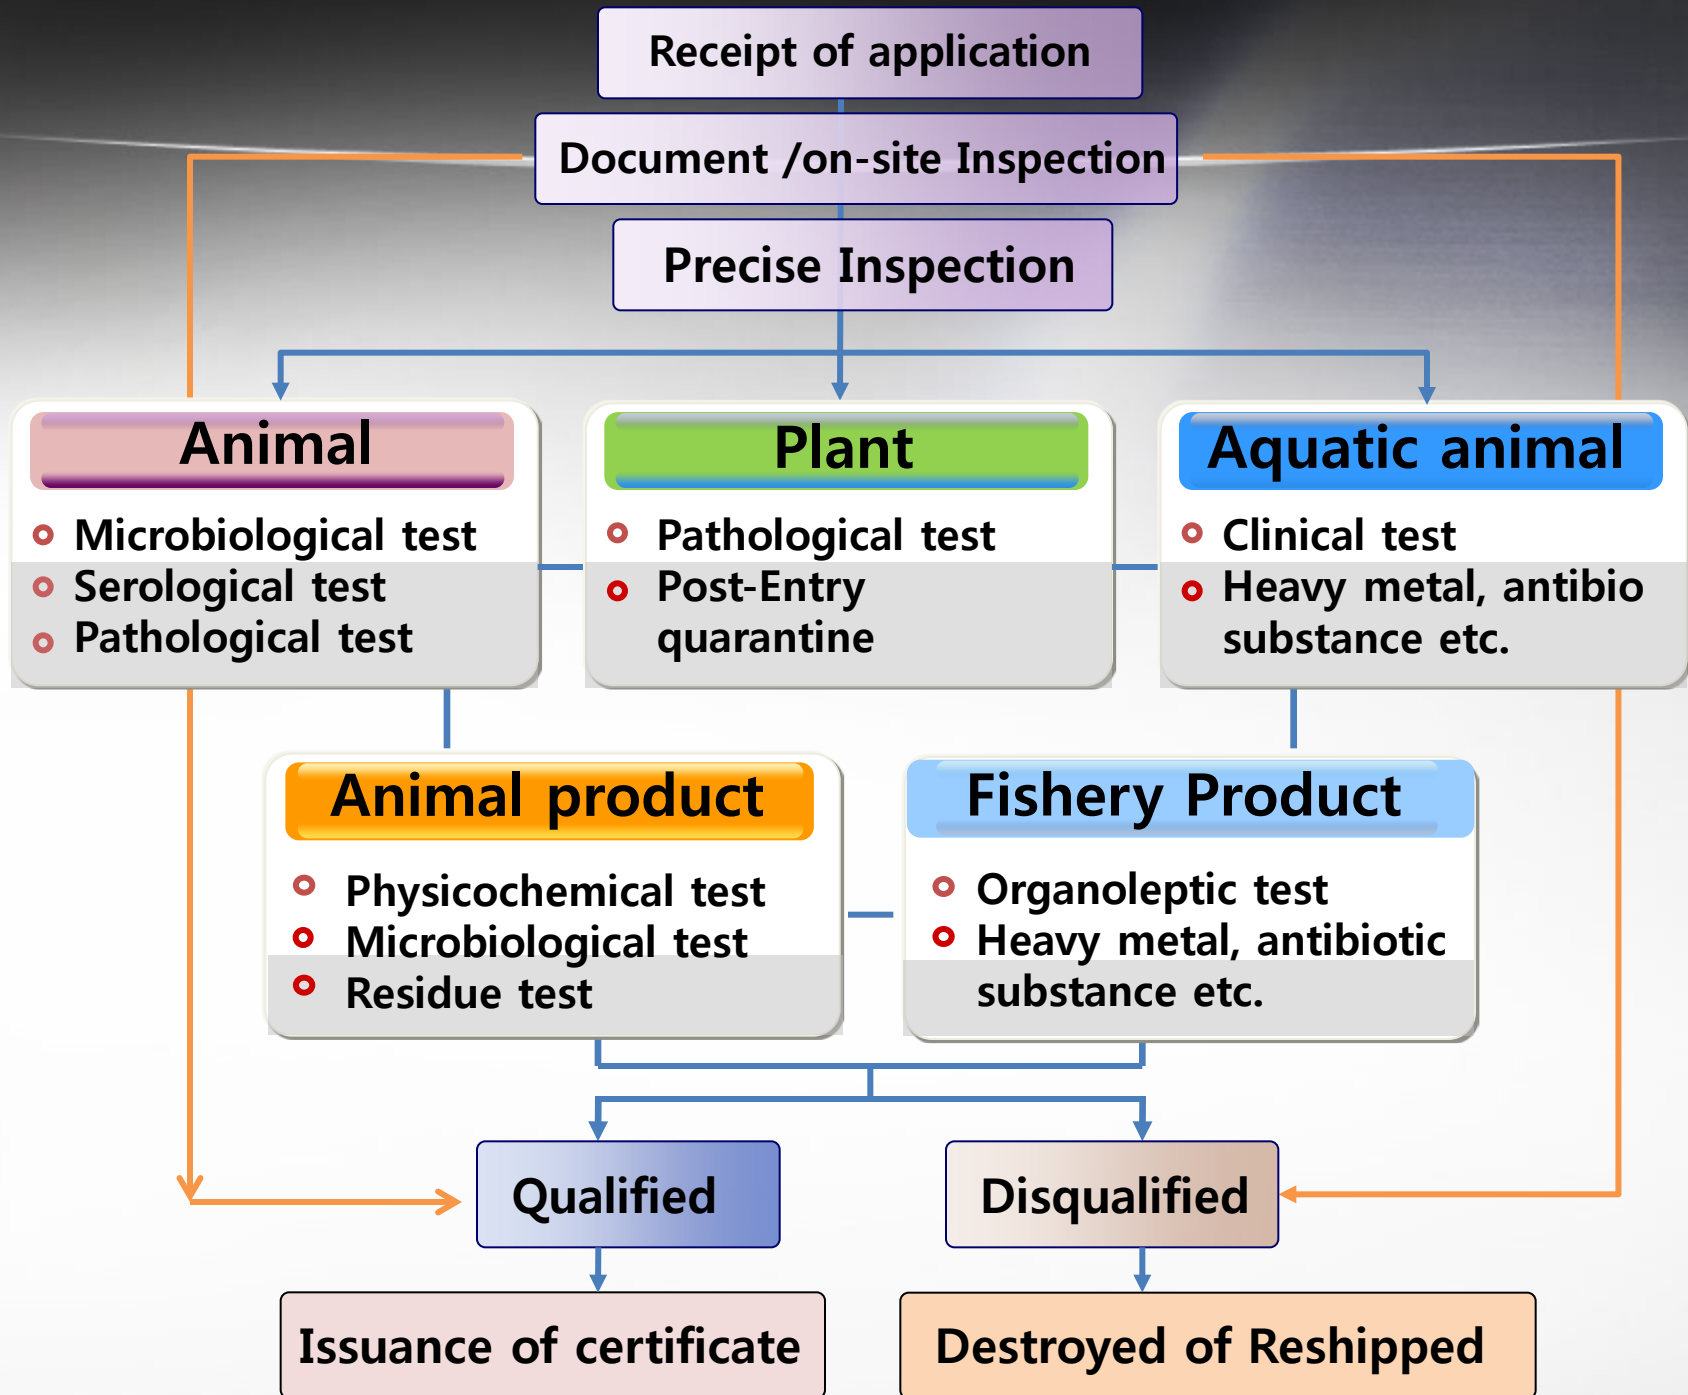 Receipt of application
Document /on-site Inspection
Precise Inspection
Animal
Microbiological test
Serological test
Pathological test
Plant
Pathological test
Post-Entry
quarantine
Aquatic animal
Clinical test
Heavy metal, antibio
substance etc.
Animal product
Physicochemical test
Microbiological test
Residue test
Fishery Product
Organoleptic test
Heavy metal, antibiotic
substance etc.
Qualified
Disqualified
Issuance of certificate
Destroyed of Reshipped